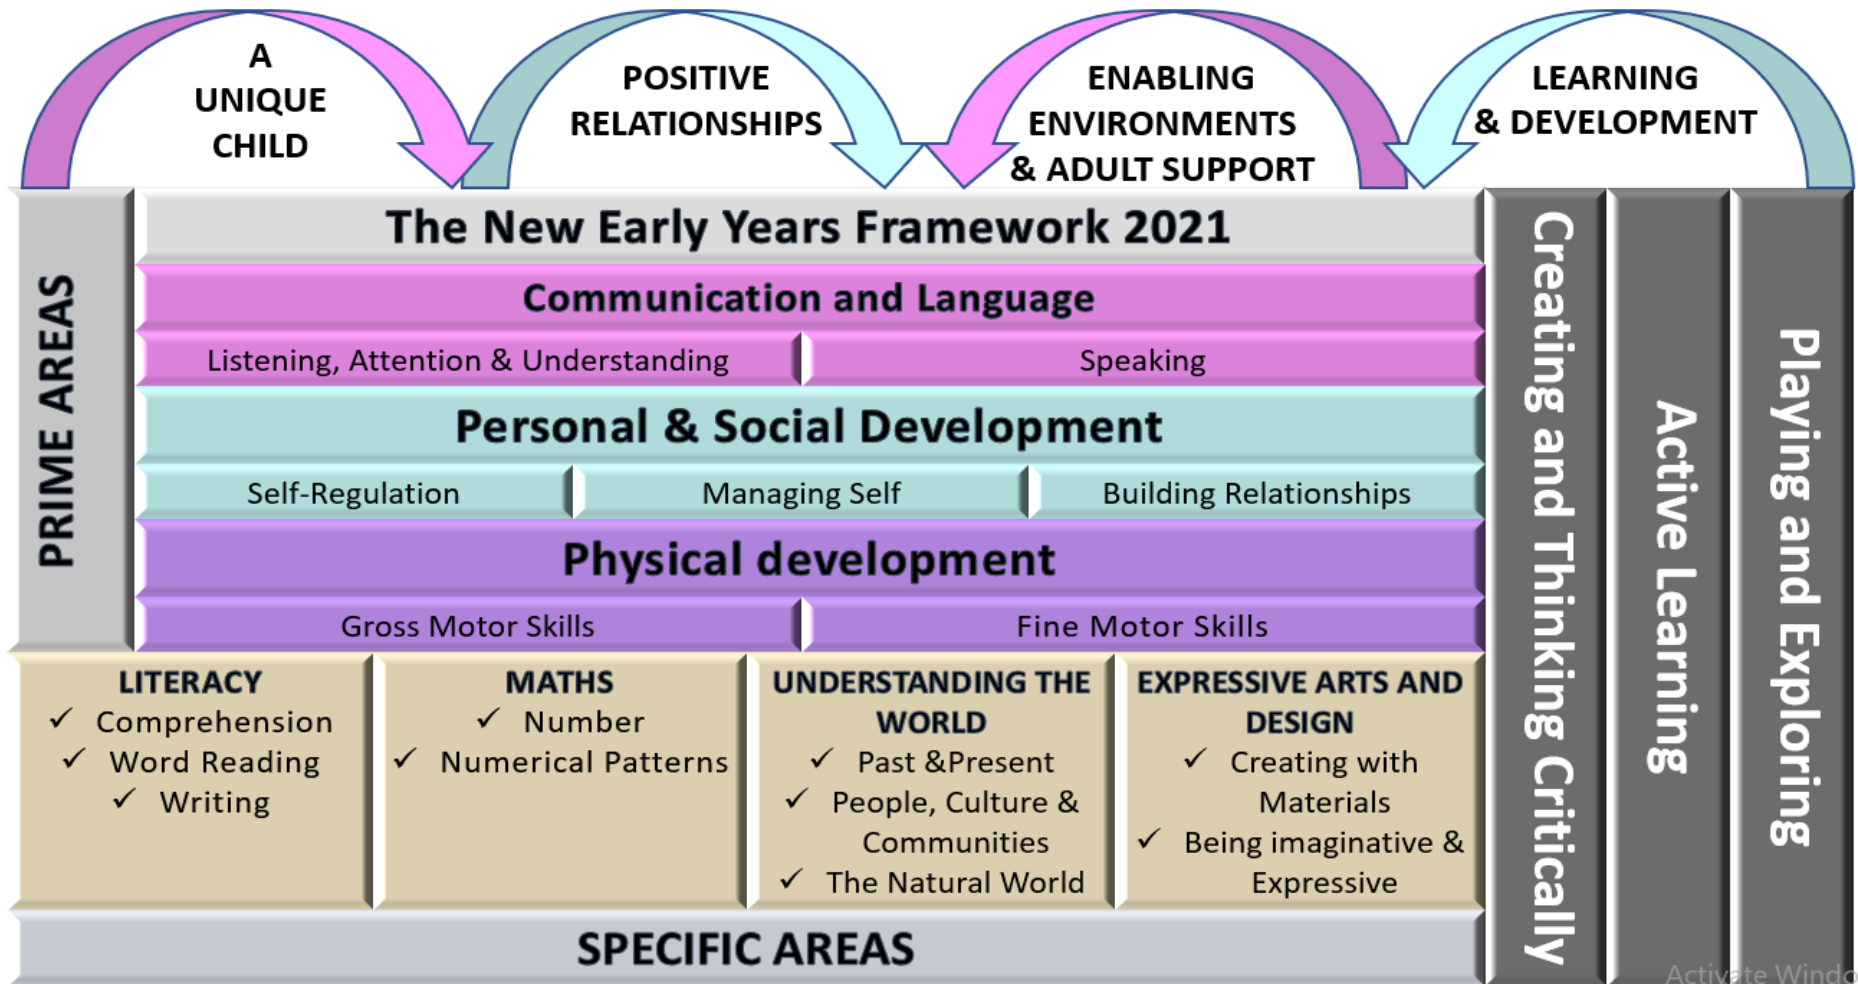 A
UNIQUE
CHILD
POSITIVE
RELATIONSHIPS
ENABLING
ENVIRONMENTS
& ADULT SUPPORT
LEARNING
& DEVELOPMENT
PRIME AREAS
The New Early Years Framework 2021
Communication and Language
Listening, Attention & Understanding
Speaking
Personal & Social Development
Self-Regulation
Managing Self
Building Relationships
Physical development
Gross Motor Skills
Fine Motor Skills
LITERACY
✓ Comprehension
✓ Word Reading
✓ Writing
MATHS
✓ Number
✓ Numerical Patterns
UNDERSTANDING THE
WORLD
✓ Past &Present
✓ People, Culture &
Communities
✓ The Natural World
EXPRESSIVE ARTS AND
DESIGN
✓ Creating with
Materials
✓ Being imaginative &
Expressive
SPECIFIC AREAS
Creating and Thinking Critically
Active Learning
Playing and Exploring
Activate Windo